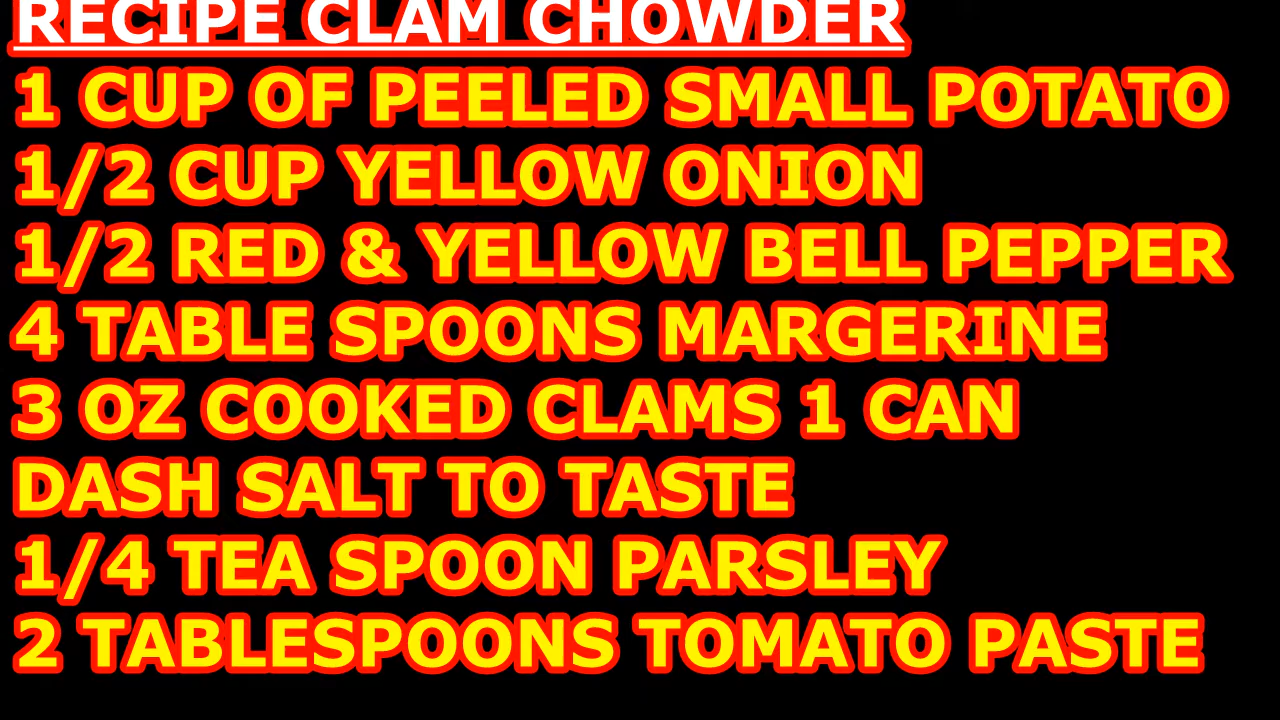 RECIPE CLAM CHOWDER
1 CUP OF PEELED SMALL POTATO
1/2 CUP YELLOW ONION
1/2 RED & YELLOW BELL PEPPER
4 TABLE SPOONS MARGERINE
3 OZ COOKED CLAMS 1 CAN
DASH SALT TO TASTE
1/4 TEA SPOON PARSLEY
2 TABLESPOONS TOMATO PASTE